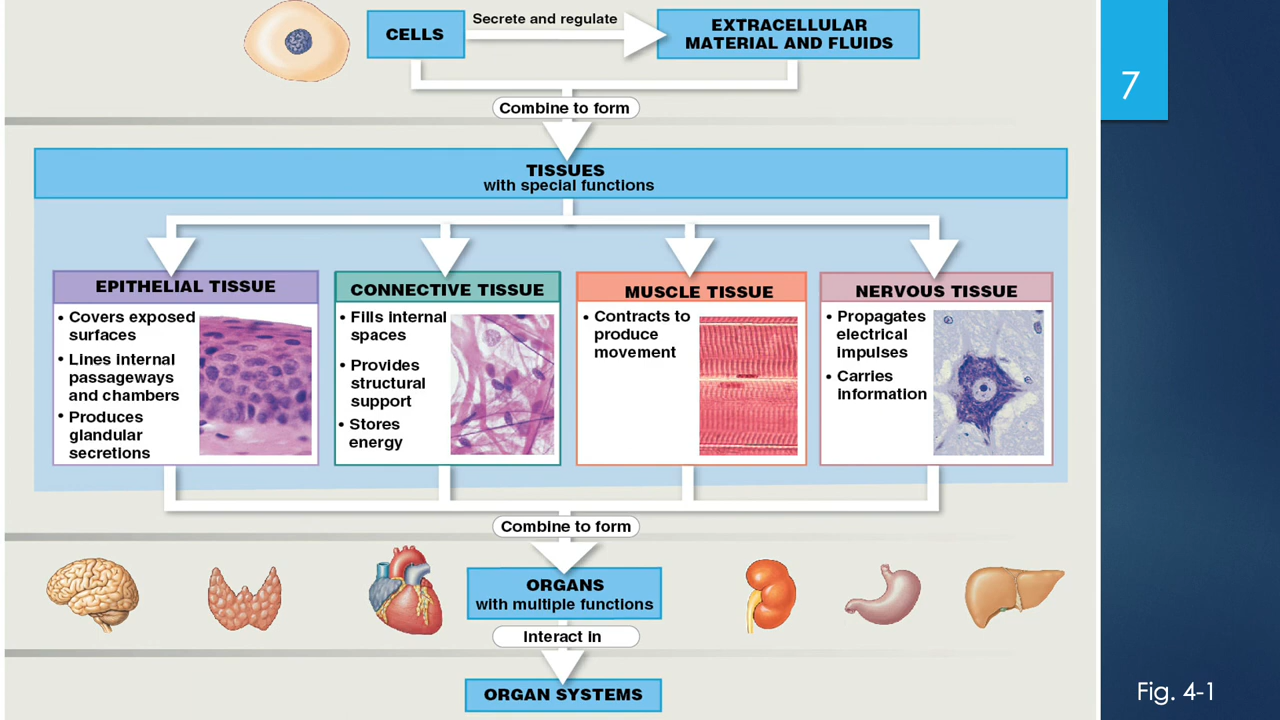 CELLS
Secrete and regulate
EXTRACELLULAR
MATERIAL AND FLUIDS
7
Combine to form
TISSUES
with special functions
EPITHELIAL TISSUE
• Covers exposed
surfaces
• Lines internal
passageways
and chambers
• Produces
glandular
secretions
CONNECTIVE TISSUE
• Fills internal
spaces
• Provides
structural
support
• Stores
energy
MUSCLE TISSUE
• Contracts to
produce
movement
NERVOUS TISSUE
• Propagates
electrical
impulses
• Carries
information
Combine to form
ORGANS
with multiple functions
Interact in
ORGAN SYSTEMS
Fig. 4-1